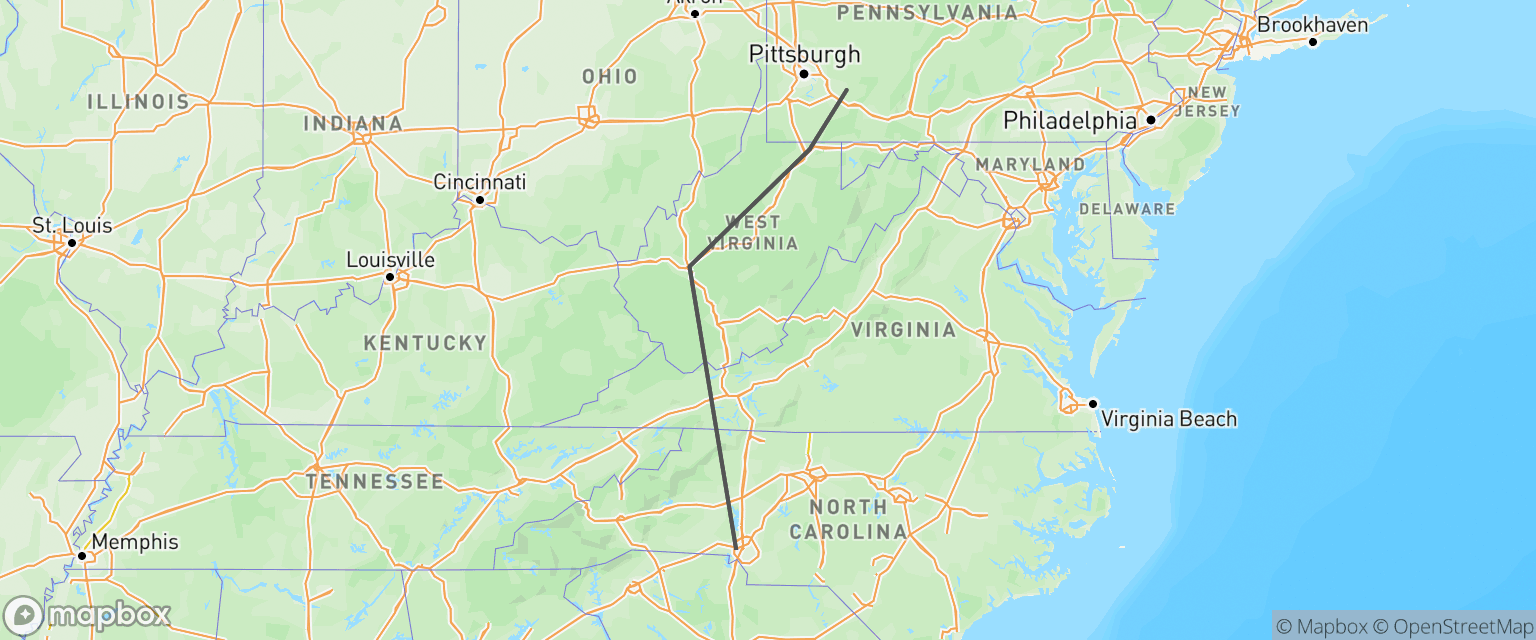 Akron
PENNSYLVANIA
Brookhaven
Pittsburgh
OHIO
ILLINOIS
NEW
JERSEY
INDIANA
Philadelphia
MARYLAND
Cincinnati
DELAWARE
St. Louis
WEST
VIRGINIA
Louisville
VIRGINIA
KENTUCKY
Virginia Beach
TENNESSEE
NORTH
CAROLINA
Memphis
mapbox
© Mapbox © OpenStreetMap